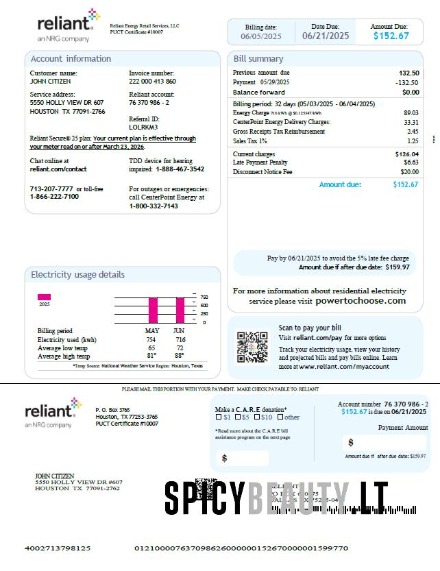 reliant
an NRG company
Reliant Energy Retail Services, LLC
PUCT Certificate #10007
Billing date:
06/05/2025
Date Due:
06/21/2025
Amount Due:
$152.67
Account information
Customer name:
JOHN CITIZEN
Invoice number:
222 000 413 860
Service address:
5550 HOLLY VIEW DR 607
HOUSTON TX 77091-2766
Reliant account:
76 370 986 - 2
Referral ID:
LOLRKM3
Reliant Secure® 25 plan: Your current plan is effective through
your meter read on or after March 23, 2026.
Chat online at
reliant.com/contact
TDD device for hearing
impaired 1-888-467-3542
713-207-7777 or toll-free
1-866-222-7100
For outages or emergencies:
call CenterPoint Energy at
1-800-332-7143
Bill summary
Previous amount due 132.50
Payment 05/29/2025 -132.50
Balance forward $0.00
Billing period: 32 days (05/03/2025 - 06/04/2025)
Energy Charge 89.03
CenterPoint Energy Delivery Charges: 33.31
Gross Receipts Tax Reimbursement 2.45
Sales Tax 1% 1.25
Current charges $126.04
Late Payment Penalty $6.63
Disconnect Notice Fee $20.00
Amount due: $152.67
Pay by 06/21/2025 to avoid the 5% late fee charge
Amount due if after due date: $159.97
For more information about residential electricity
service please visit powertochoose.com
Electricity usage details
2025
750
500
250
0
Billing period MAY JUN
Electricity used (kwh) 754 716
Average low temp 65 72
Average high temp 81° 88°
*Temp Source: National Weather Service Region: Houston, Texas
Scan to pay your bill
Visit reliant.com/pay for more options
Track your electricity usage, view your history
and projected bills and pay bills online. Learn
more at www.reliant.com/myaccount
PLEASE MAIL THIS PORTION WITH YOUR PAYMENT. MAKE CHECK PAYABLE TO: RELIANT
reliant
an NRG company
P. O. Box 3765
Houston, TX 77253-3765
PUCT Certificate #10007
Make a C.A.R.E donation*
$1 $5 $10 other
*Read more about the C.A.R.E bill
assistance program on the next page
$
Account number 76 370 986 - 2
$152.67 is due on 06/21/2025
Payment Amount
$
Amount due if after due date: $159.97
JOHN CITIZEN
5550 HOLLY VIEW DR #607
HOUSTON TX 77091-2762
SPICYBEAUTY.LT
4002713798125